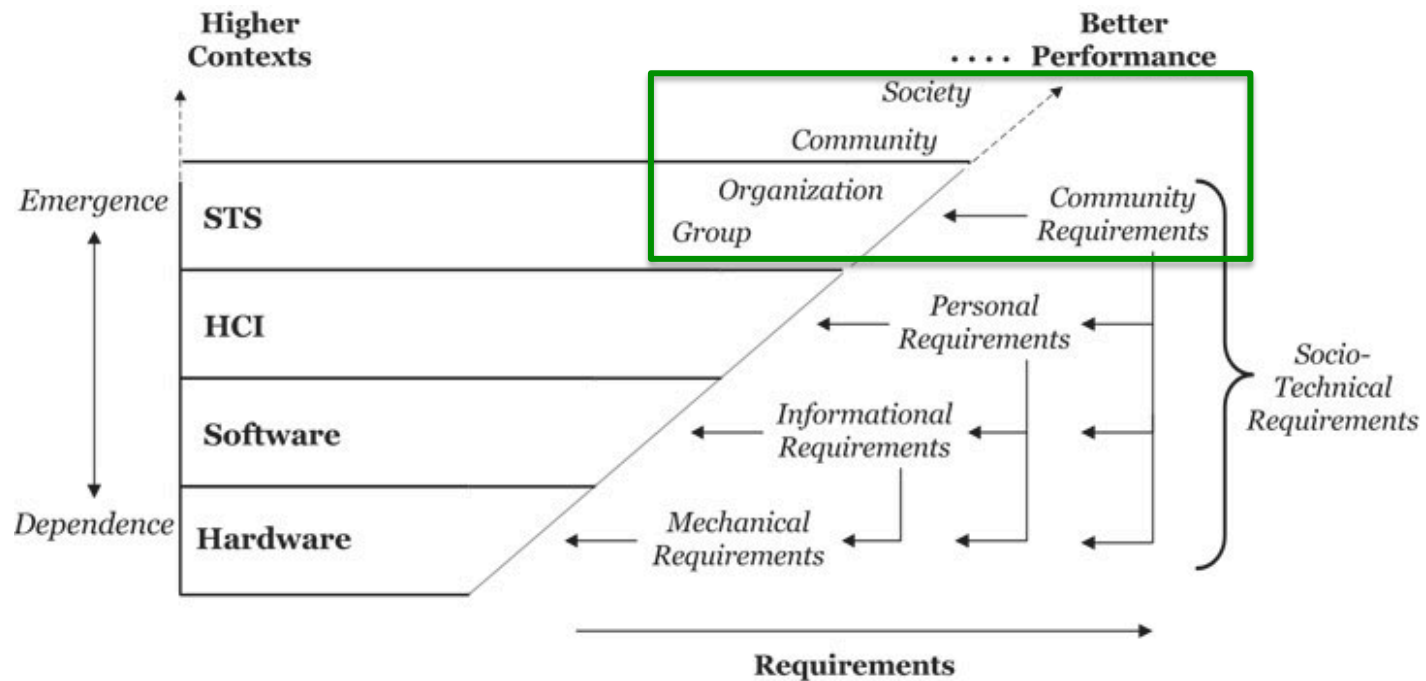 Higher
Contexts
Better
.... Performance
Society
Community
Emergence
STS
Organization
Group
Community
Requirements
HCI
Personal
Requirements
Socio-
Technical
Requirements
Software
Informational
Requirements
Dependence
Hardware
Mechanical
Requirements
Requirements